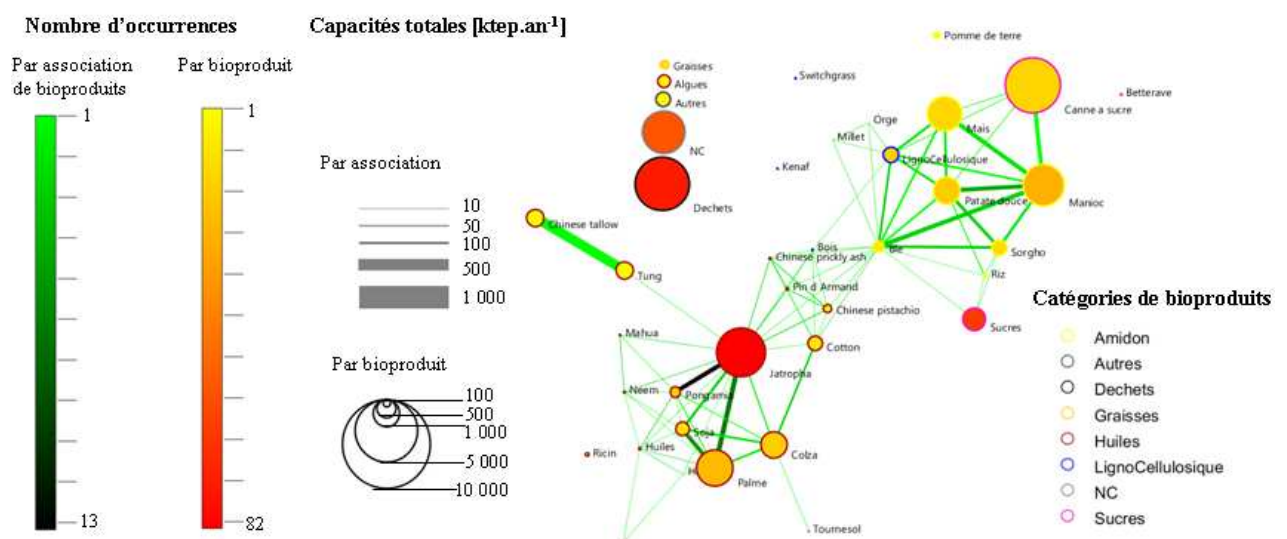 Nombre d’occurrences
Capacités totales [ktep.an-1]
Par association
de bioproduits
Par bioproduit
1
13
1
82
Par association
10
50
100
500
1 000
Par bioproduit
100
500
1 000
5 000
10 000
Pomme de terre
Graisses
Algues
Autres
NC
Dechets
Switchgrass
Betterave
Canne a sucre
Orge
Mais
Millet
LignoCellulosique
Kenaf
Patate douce
Manioc
Chinese tallow
Tung
Bois
Ble
Sorgho
Chinese prickly ash
Riz
Pin d Armand
Chinese pistachio
Sucres
Mahua
Cotton
Jatropha
Neem
Pongamia
Soja
Huiles
Colza
Ricin
H
Palme
Tournesol
Catégories de bioproduits
Amidon
Autres
Dechets
Graisses
Huiles
LignoCellulosique
NC
Sucres